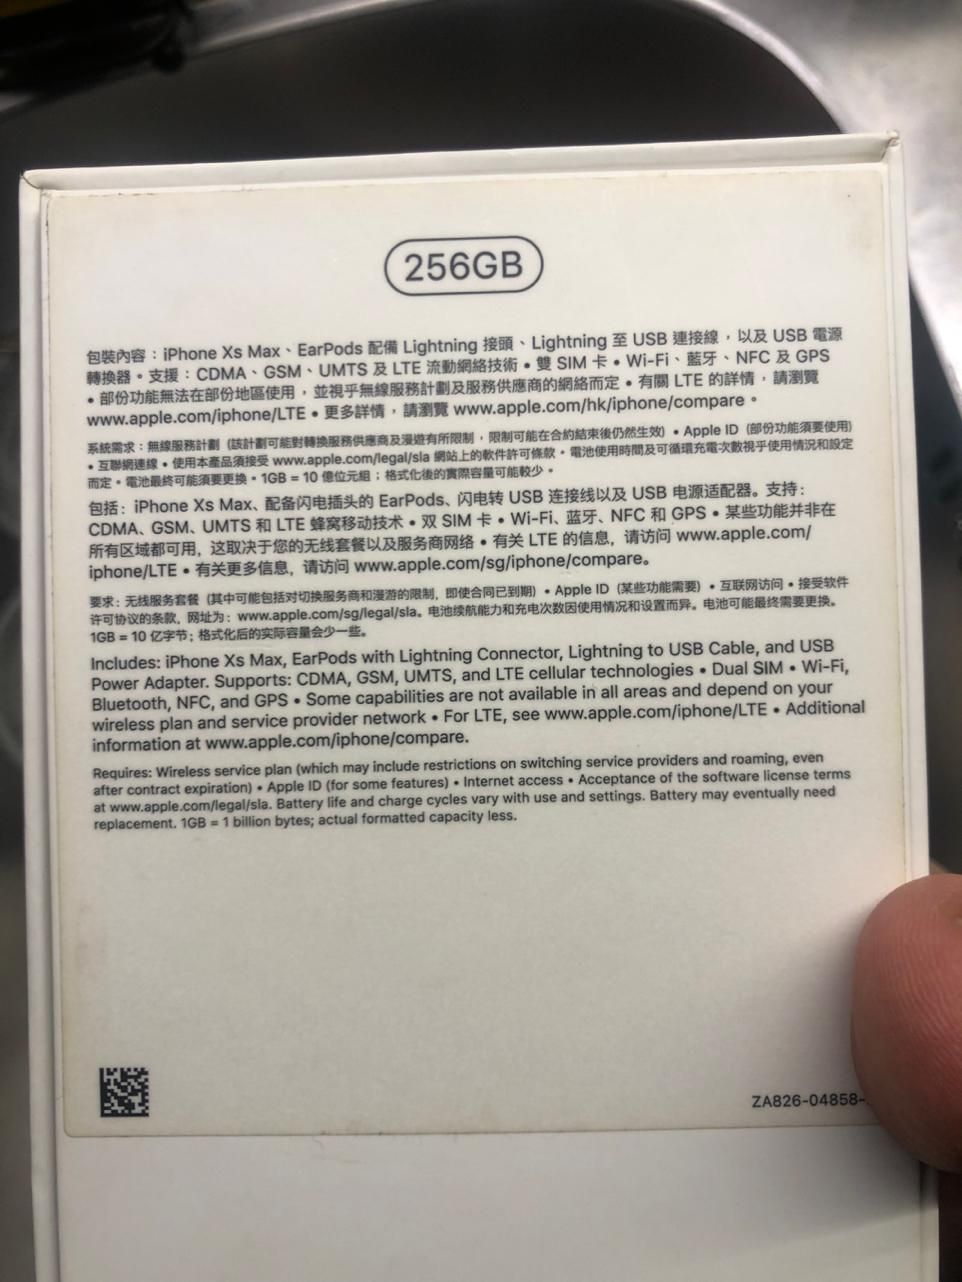 256GB
包裝內容：iPhone Xs Max、EarPods 配備 Lightning 接頭、Lightning 至 USB 連接線，以及 USB 電源
轉換器。支援：CDMA、GSM、UMTS 及 LTE 流動網絡技術 • 雙 SIM 卡 • Wi-Fi、藍牙、NFC 及 GPS
• 部份功能無法在部份地區使用，並視乎無線服務計劃及服務供應商的網絡而定 • 有關 LTE 的詳情，請瀏覽
www.apple.com/iphone/LTE • 更多詳情，請瀏覽 www.apple.com/hk/iphone/compare。
系統需求：無線服務計劃（該計劃可能對轉換服務供應商及漫遊有所限制，限制可能在合約結束後仍然生效）• Apple ID（部份功能須要使用）
• 互聯網連線 • 使用本產品須接受 www.apple.com/legal/sla 網站上的軟件許可條款。電池使用時間及可循環充電次數視乎使用情況和設定
而定。電池最終可能須要更換。1GB = 10 億位元組；格式化後的實際容量可能較少。
包括：iPhone Xs Max、配备闪电插头的 EarPods、闪电转 USB 连接线以及 USB 电源适配器。支持：
CDMA、GSM、UMTS 和 LTE 蜂窝移动技术 • 双 SIM 卡 • Wi-Fi、蓝牙、NFC 和 GPS • 某些功能并非在
所有区域都可用，这取决于您的无线套餐以及服务商网络 • 有关 LTE 的信息，请访问 www.apple.com/
iphone/LTE • 有关更多信息，请访问 www.apple.com/sg/iphone/compare。
要求：无线服务套餐（其中可能包括对切换服务商和漫游的限制，即使合同已到期）• Apple ID（某些功能需要）• 互联网访问 • 接受软件
许可协议的条款，网址为：www.apple.com/sg/legal/sla。电池续航能力和充电次数因使用情况和设置而异。电池可能最终需要更换。
1GB = 10 亿字节；格式化后的实际容量会少一些。
Includes: iPhone Xs Max, EarPods with Lightning Connector, Lightning to USB Cable, and USB
Power Adapter. Supports: CDMA, GSM, UMTS, and LTE cellular technologies • Dual SIM • Wi-Fi,
Bluetooth, NFC, and GPS • Some capabilities are not available in all areas and depend on your
wireless plan and service provider network • For LTE, see www.apple.com/iphone/LTE • Additional
information at www.apple.com/iphone/compare.
Requires: Wireless service plan (which may include restrictions on switching service providers and roaming, even
after contract expiration) • Apple ID (for some features) • Internet access • Acceptance of the software license terms
at www.apple.com/legal/sla. Battery life and charge cycles vary with use and settings. Battery may eventually need
replacement. 1GB = 1 billion bytes; actual formatted capacity less.
ZA826-04858-